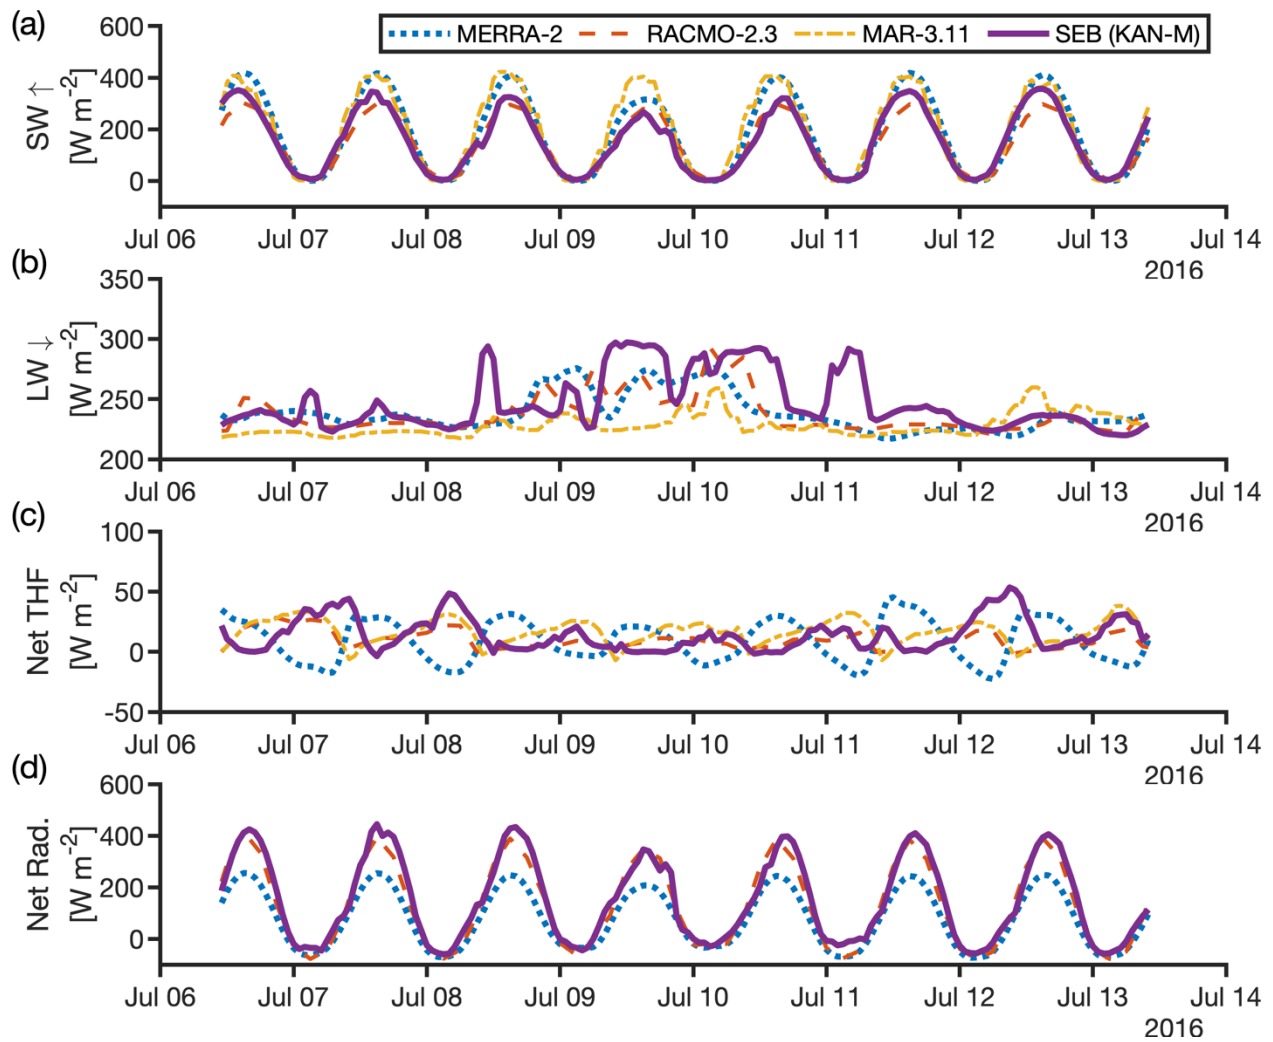 (a)
600
400
200
0
SW ↑
[W m-2]
MERRA-2 RACMO-2.3 MAR-3.11 SEB (KAN-M)
Jul 06 Jul 07 Jul 08 Jul 09 Jul 10 Jul 11 Jul 12 Jul 13 Jul 14
2016
(b)
350
300
250
200
LW ↓
[W m-2]
Jul 06 Jul 07 Jul 08 Jul 09 Jul 10 Jul 11 Jul 12 Jul 13 Jul 14
2016
(c)
100
50
0
-50
Net THF
[W m-2]
Jul 06 Jul 07 Jul 08 Jul 09 Jul 10 Jul 11 Jul 12 Jul 13 Jul 14
2016
(d)
600
400
200
0
Net Rad.
[W m-2]
Jul 06 Jul 07 Jul 08 Jul 09 Jul 10 Jul 11 Jul 12 Jul 13 Jul 14
2016